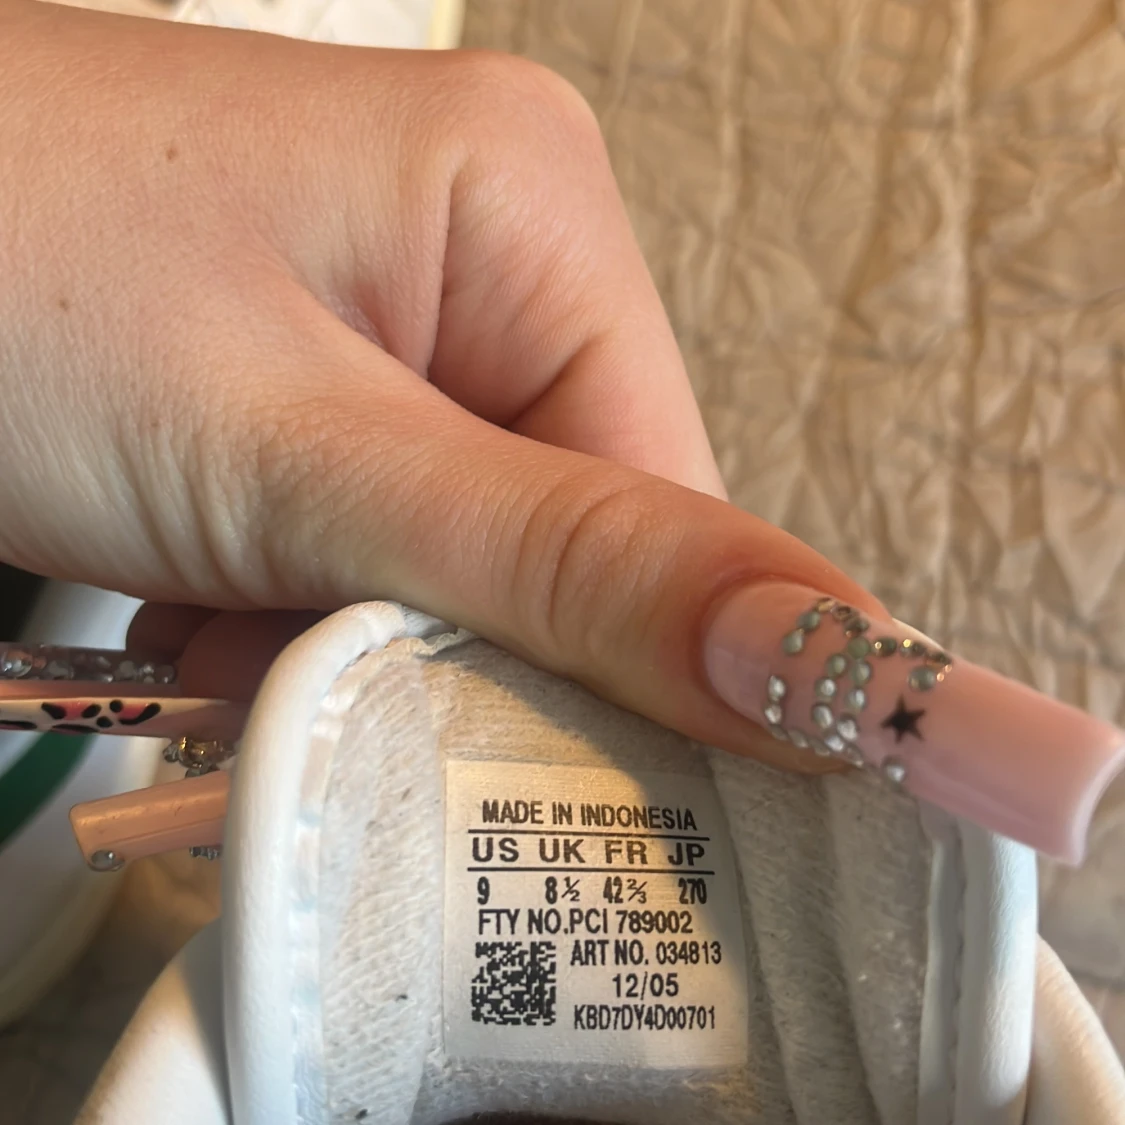 MADE IN INDONESIA
US UK FR JP
9 8½ 42⅔ 270
FTY NO.PCI 789002
ART NO. 034813
12/05
KBD7DY4D00701